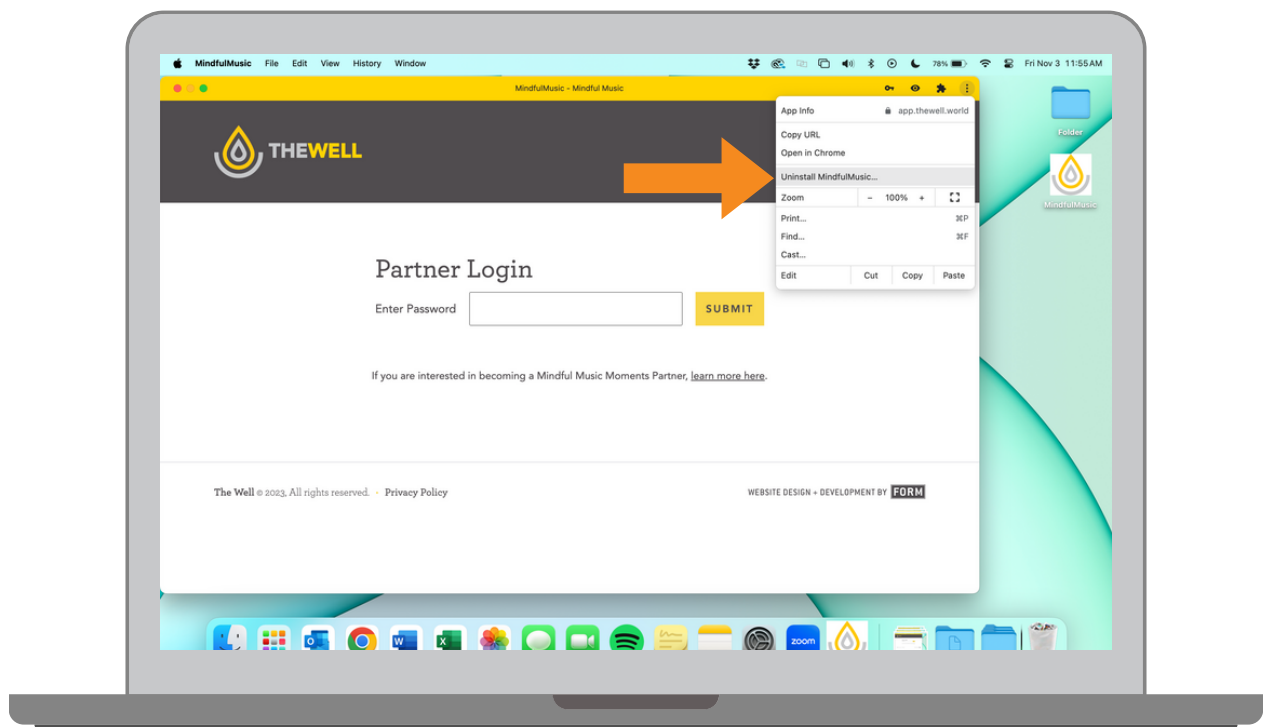 MindfulMusic File Edit View History Window 78% Fri Nov 3 11:55AM
MindfulMusic - Mindful Music
App Info app.thewell.world
Copy URL
Open in Chrome
Uninstall MindfulMusic...
Zoom - 100% +
Print... ⌘P
Find... ⌘F
Cast...
Edit Cut Copy Paste
Folder
MindfulMusic
THEWELL
Partner Login
Enter Password SUBMIT
If you are interested in becoming a Mindful Music Moments Partner, learn more here.
The Well © 2023, All rights reserved. · Privacy Policy
WEBSITE DESIGN + DEVELOPMENT BY FORM
O W X zoom